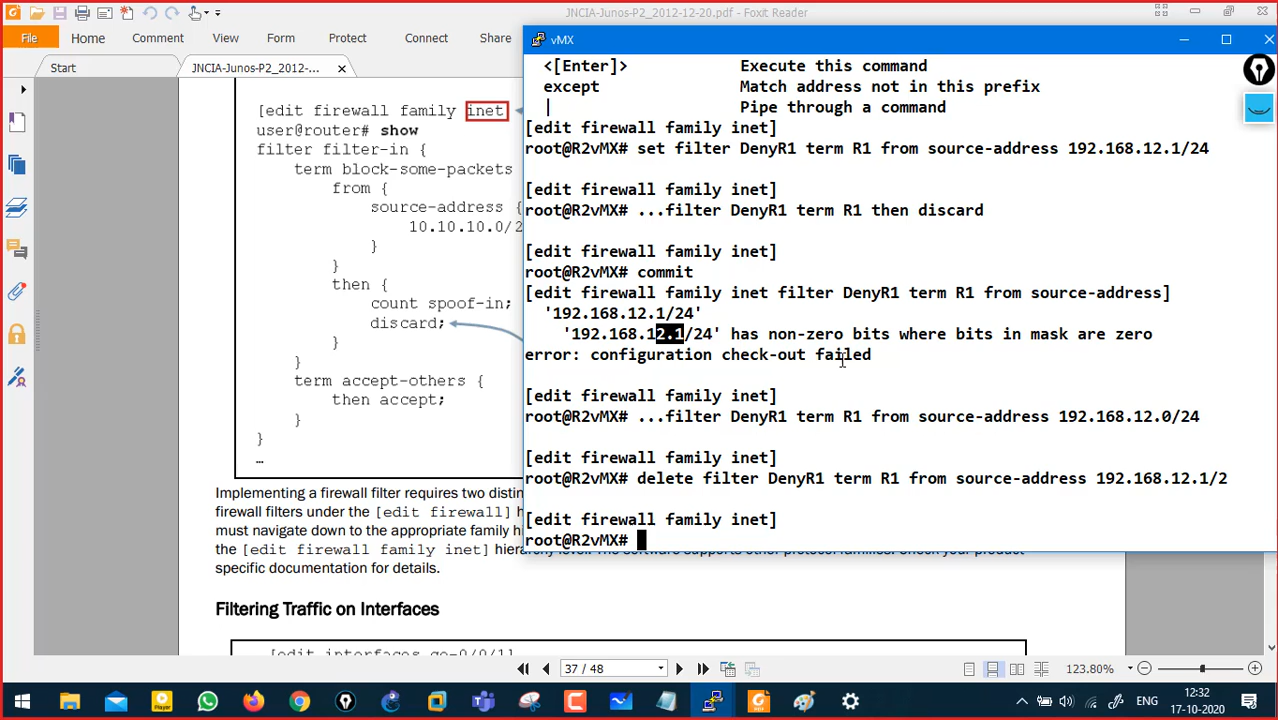 JNCIA-Junos-P2_2012-12-20.pdf - Foxit Reader
File Home Comment View Form Protect Connect Share
Start JNCIA-Junos-P2_2012-12-...
[edit firewall family inet]
user@router# show
filter filter-in {
term block-some-packets
from {
source-address {
10.10.10.0/2
}
}
then {
count spoof-in;
discard;
}
}
term accept-others {
then accept;
}
}
…
Implementing a firewall filter requires two distin
firewall filters under the [edit firewall] h
must navigate down to the appropriate family hi
the [edit firewall family inet] hierarchy level. The software supports other protocol families. Check your product
specific documentation for details.
Filtering Traffic on Interfaces
[edit interfaces ge-0/0/1]
vMX
<[Enter]> Execute this command
except Match address not in this prefix
| Pipe through a command
[edit firewall family inet]
root@R2vMX# set filter DenyR1 term R1 from source-address 192.168.12.1/24
[edit firewall family inet]
root@R2vMX# ...filter DenyR1 term R1 then discard
[edit firewall family inet]
root@R2vMX# commit
[edit firewall family inet filter DenyR1 term R1 from source-address]
'192.168.12.1/24'
'192.168.12.1/24' has non-zero bits where bits in mask are zero
error: configuration check-out failed
[edit firewall family inet]
root@R2vMX# ...filter DenyR1 term R1 from source-address 192.168.12.0/24
[edit firewall family inet]
root@R2vMX# delete filter DenyR1 term R1 from source-address 192.168.12.1/2
[edit firewall family inet]
root@R2vMX#
37 / 48
123.80%
ENG
12:32
17-10-2020